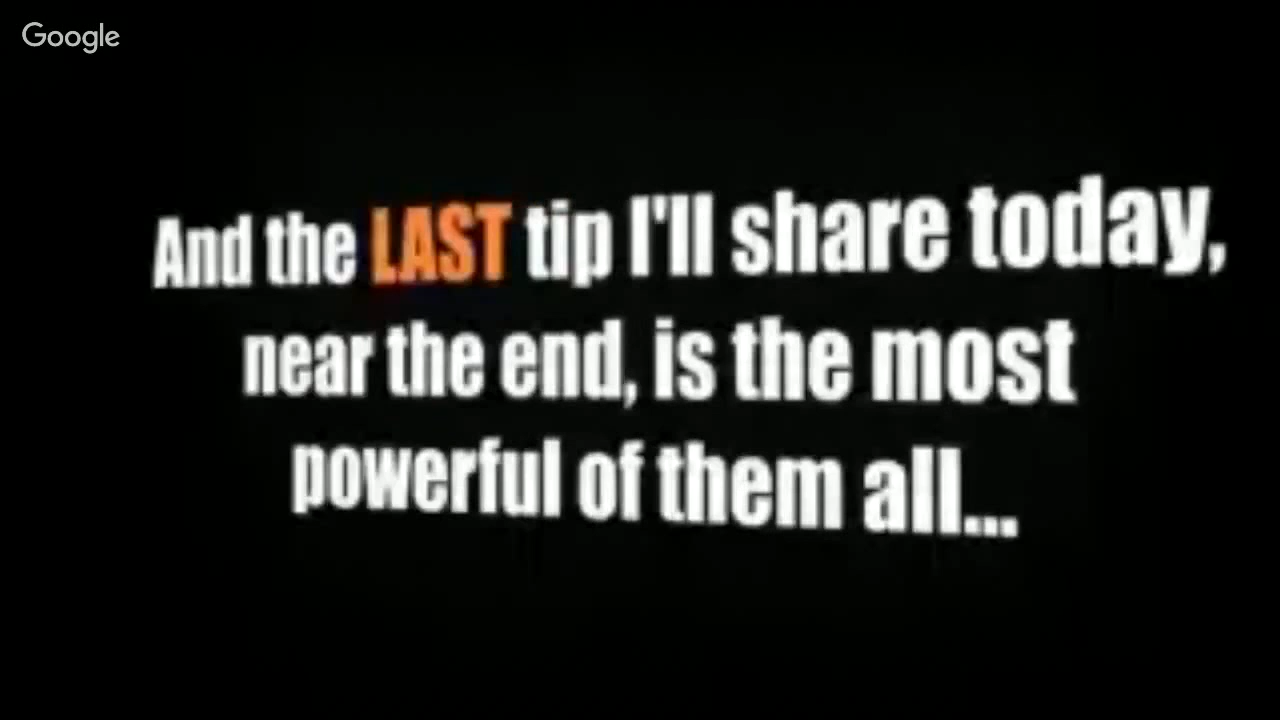 Google
And the LAST tip I'll share today,
near the end, is the most
powerful of them all...